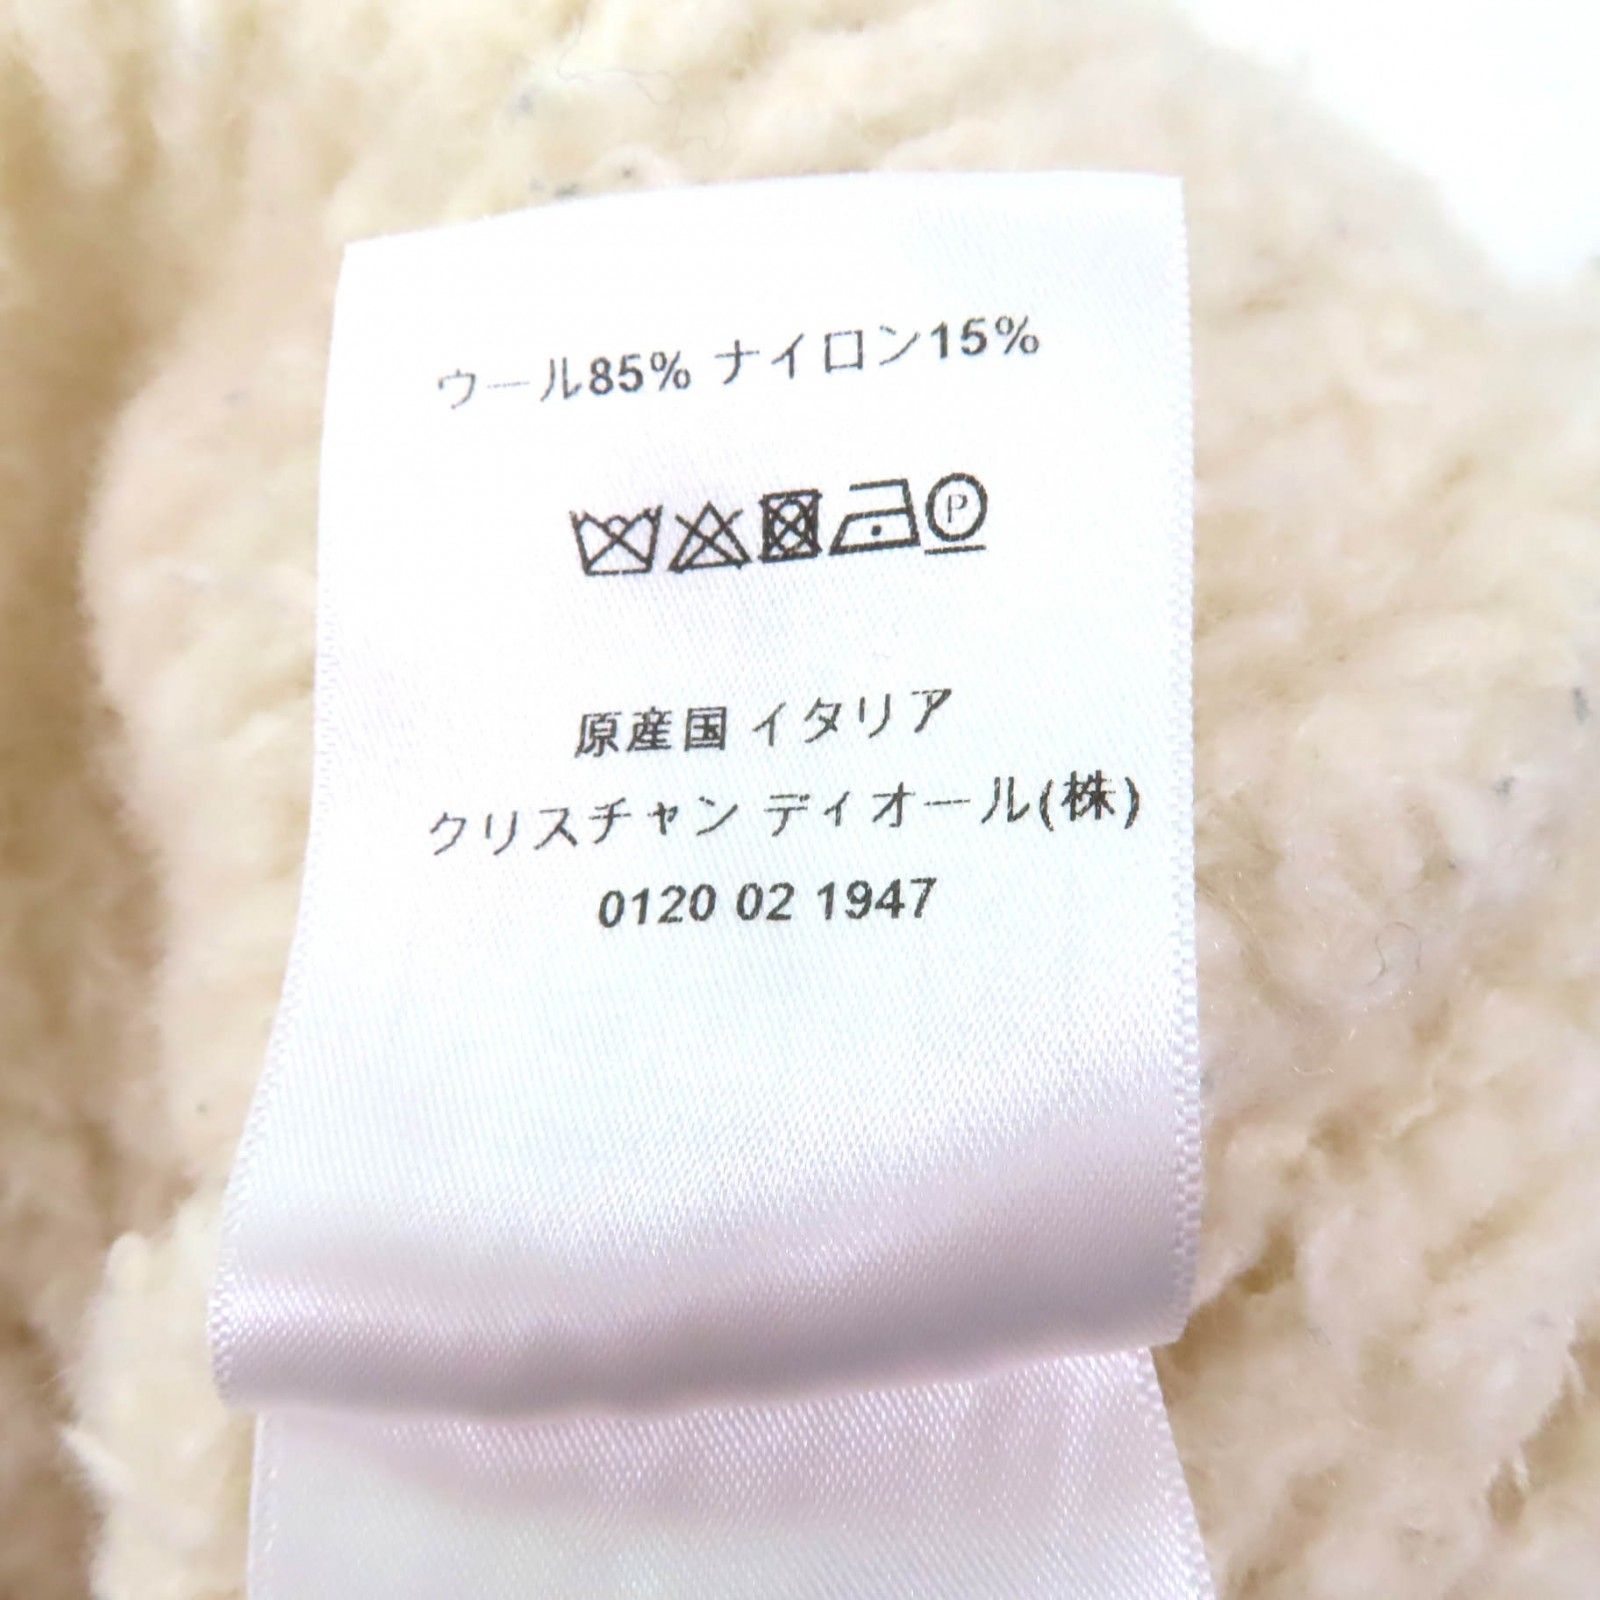 ウール85% ナイロン15%
P
原産国 イタリア
クリスチャン ディオール(株)
0120 02 1947